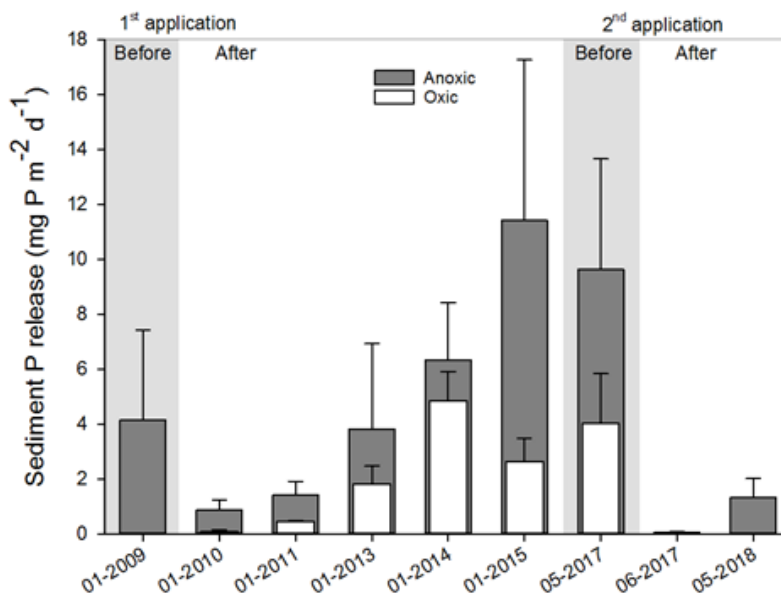 1st application 2nd application
Before After Before After
Anoxic
Oxic
Sediment P release (mg P m-2 d-1)
18
16
14
12
10
8
6
4
2
0
01-2009 01-2010 01-2011 01-2013 01-2014 01-2015 05-2017 06-2017 05-2018